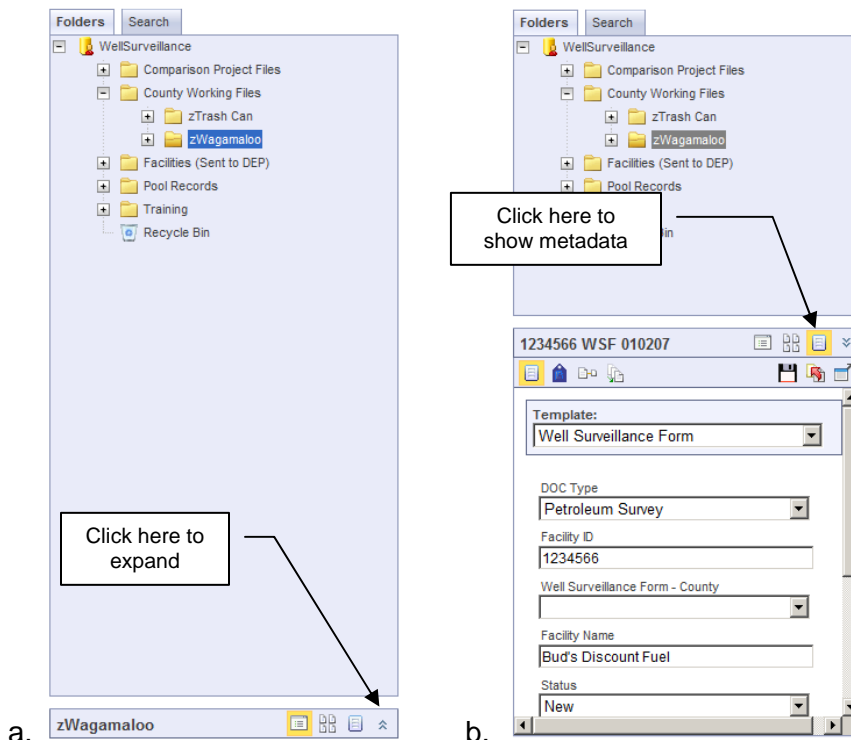 Folders Search
WellSurveillance
Comparison Project Files
County Working Files
zTrash Can
zWagamaloo
Facilities (Sent to DEP)
Pool Records
Training
Recycle Bin
Click here to
expand
zWagamaloo
a.
Folders Search
WellSurveillance
Comparison Project Files
County Working Files
zTrash Can
zWagamaloo
Facilities (Sent to DEP)
Pool Records
Click here to
show metadata
1234566 WSF 010207
Template:
Well Surveillance Form
DOC Type
Petroleum Survey
Facility ID
1234566
Well Surveillance Form - County
Facility Name
Bud's Discount Fuel
Status
New
b.